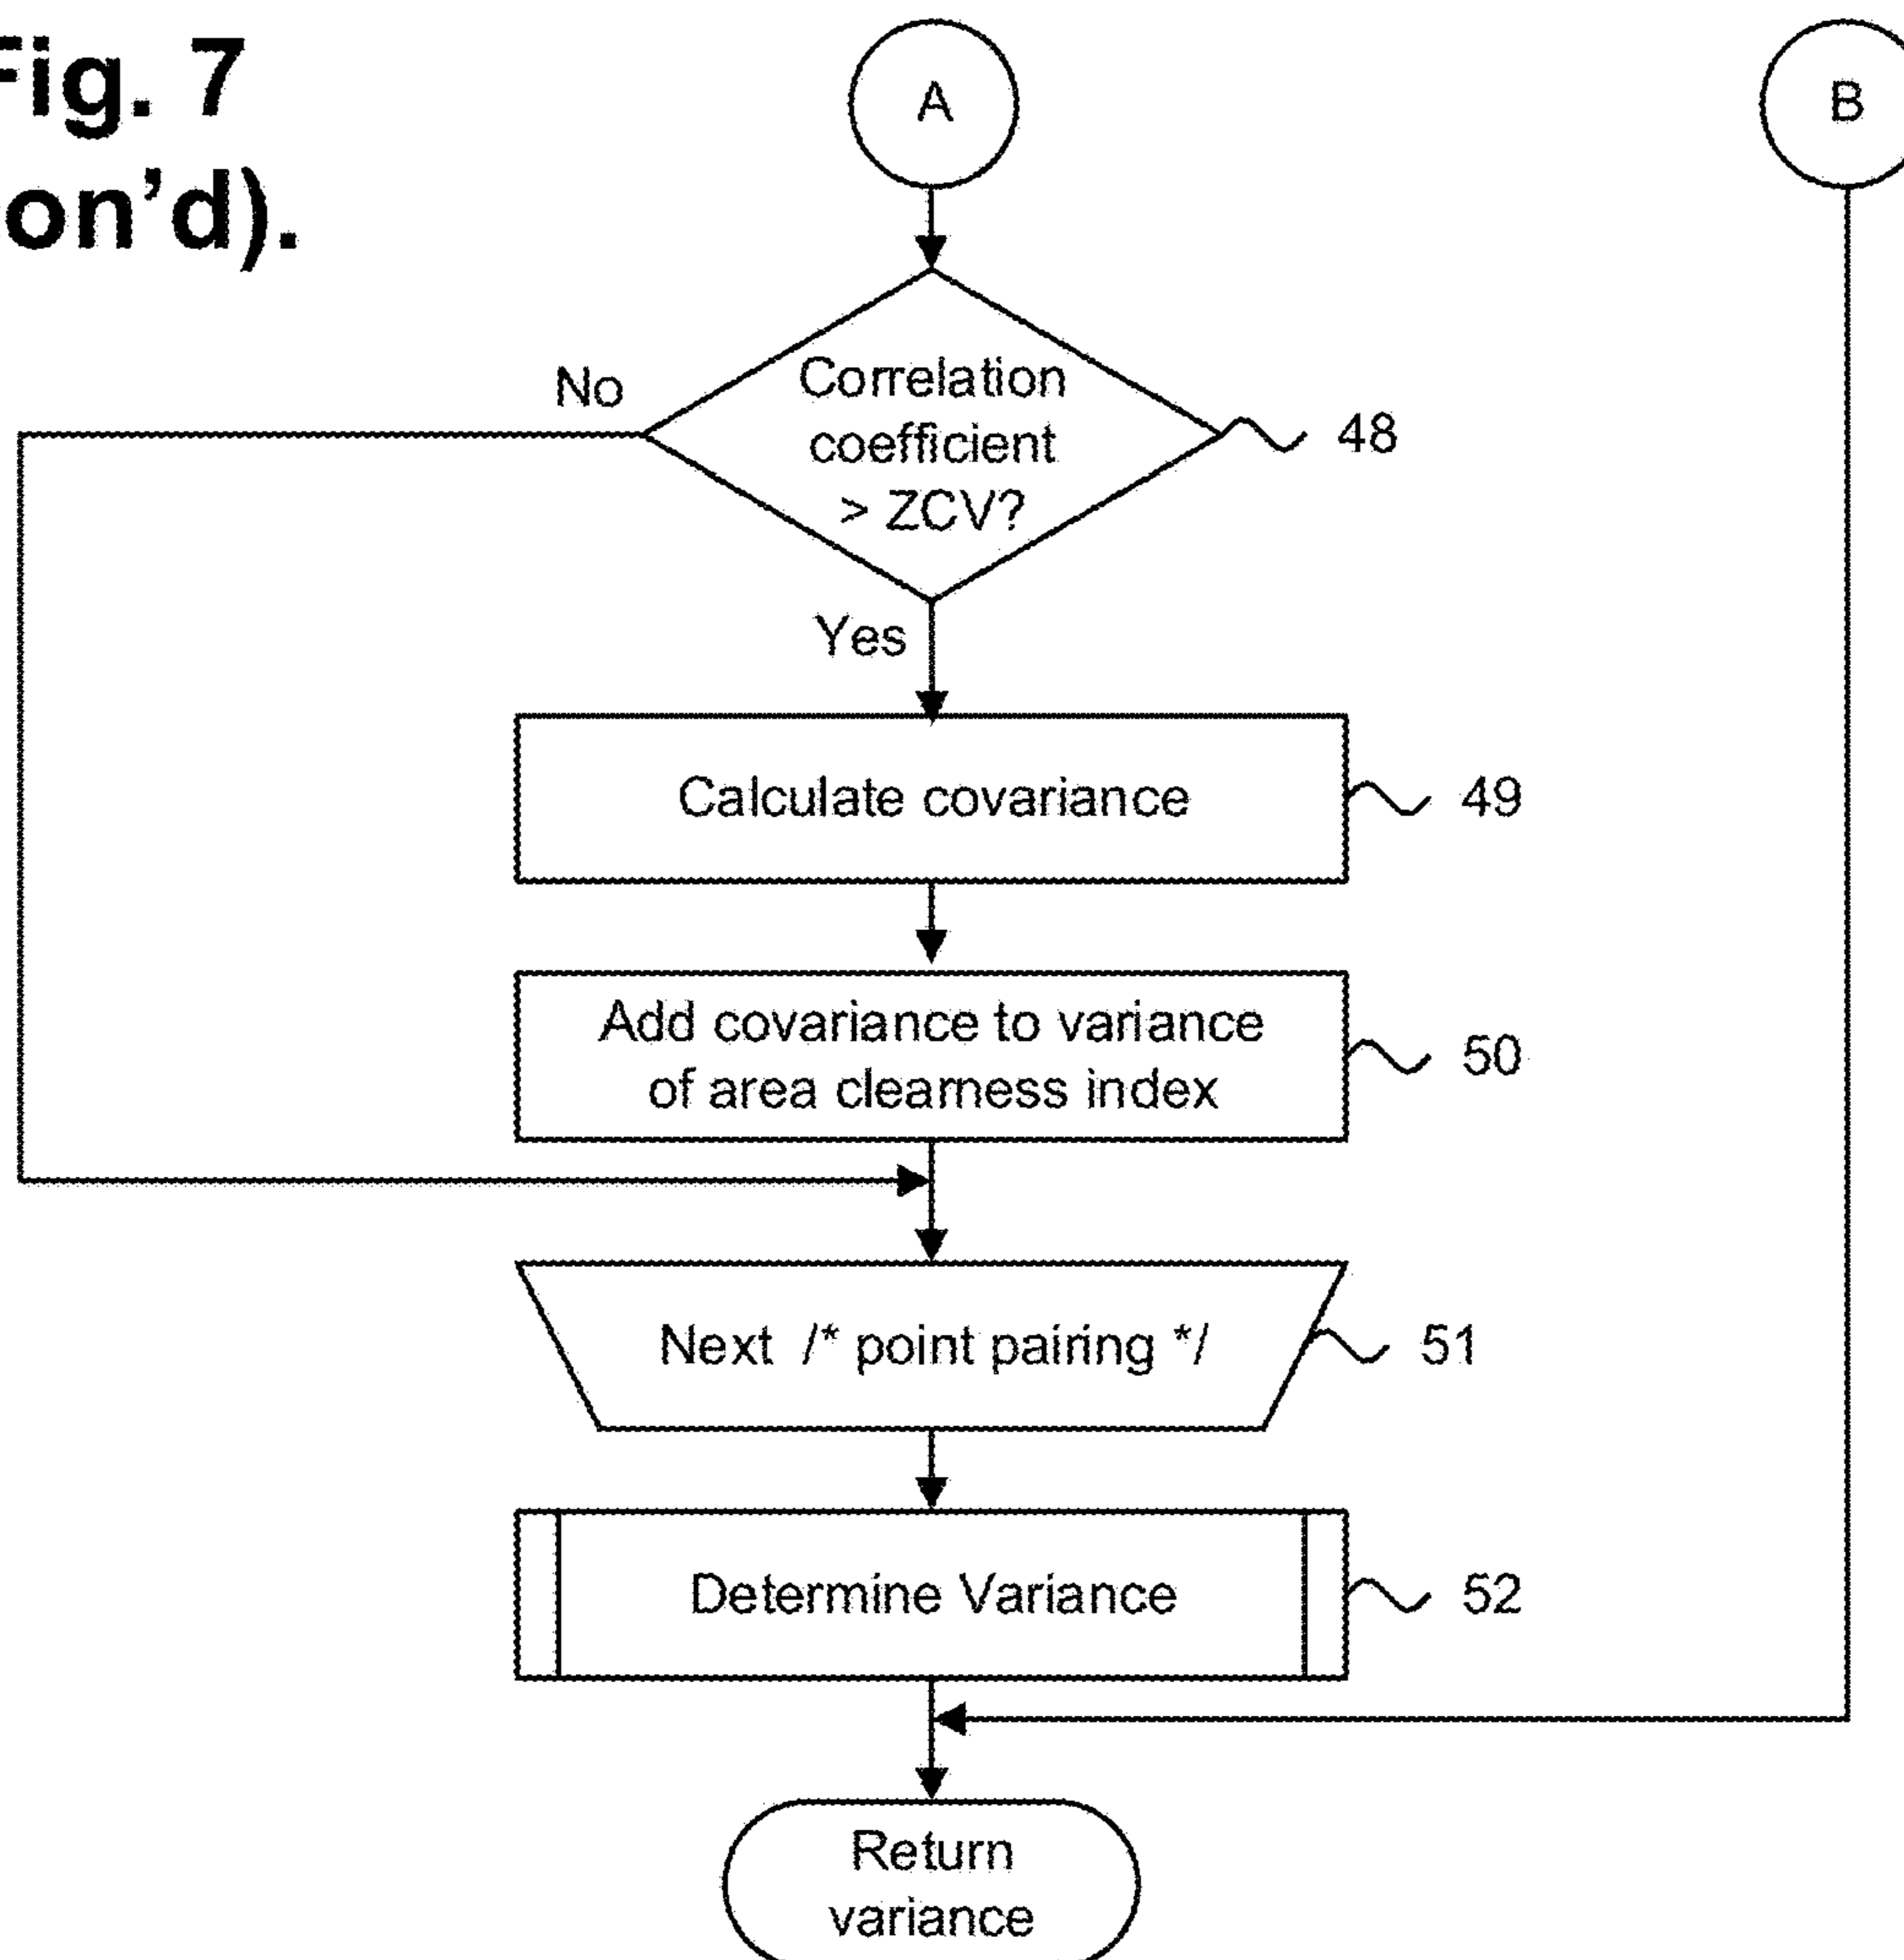 Fig. 7
on'd).
A
B
No
Correlation
coefficient
> ZCV?
48
Yes
Calculate covariance
49
Add covariance to variance
of area clearness index
50
Next /* point pairing */
51
Determine Variance
52
Return
variance